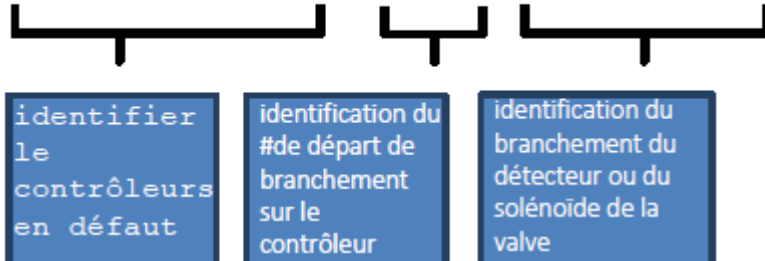 identifier
le
contrôleurs
en défaut
identification du
#de départ de
branchement
sur le
contrôleur
identification du
branchement du
détecteur ou du
solénoïde de la
valve